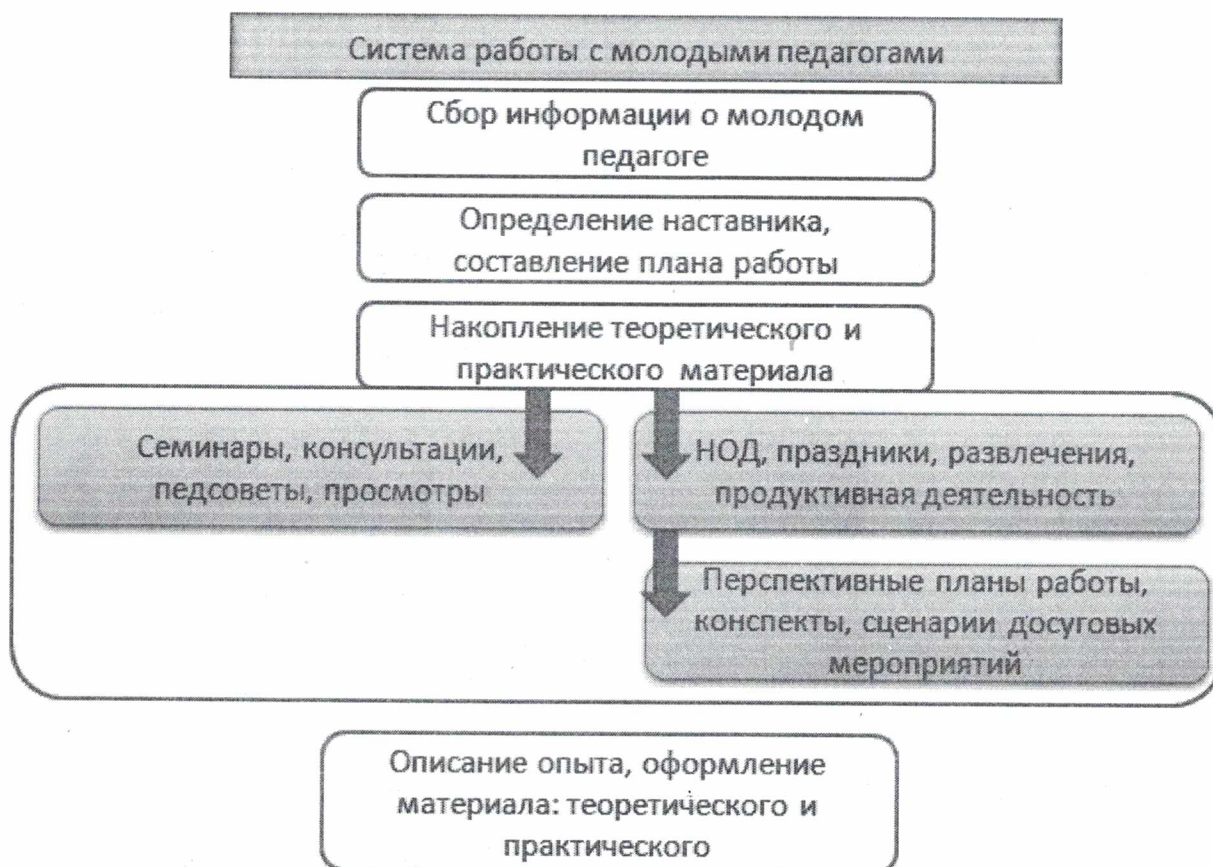 Система работы с молодыми педагогами
Сбор информации о молодом
педагоге
Определение наставника,
составление плана работы
Накопление теоретического и
практического материала
Семинары, консультации,
педсоветы, просмотры
НОД, праздники, развлечения,
продуктивная деятельность
Перспективные планы работы,
конспекты, сценарии досуговых
мероприятий
Описание опыта, оформление
материала: теоретического и
практического